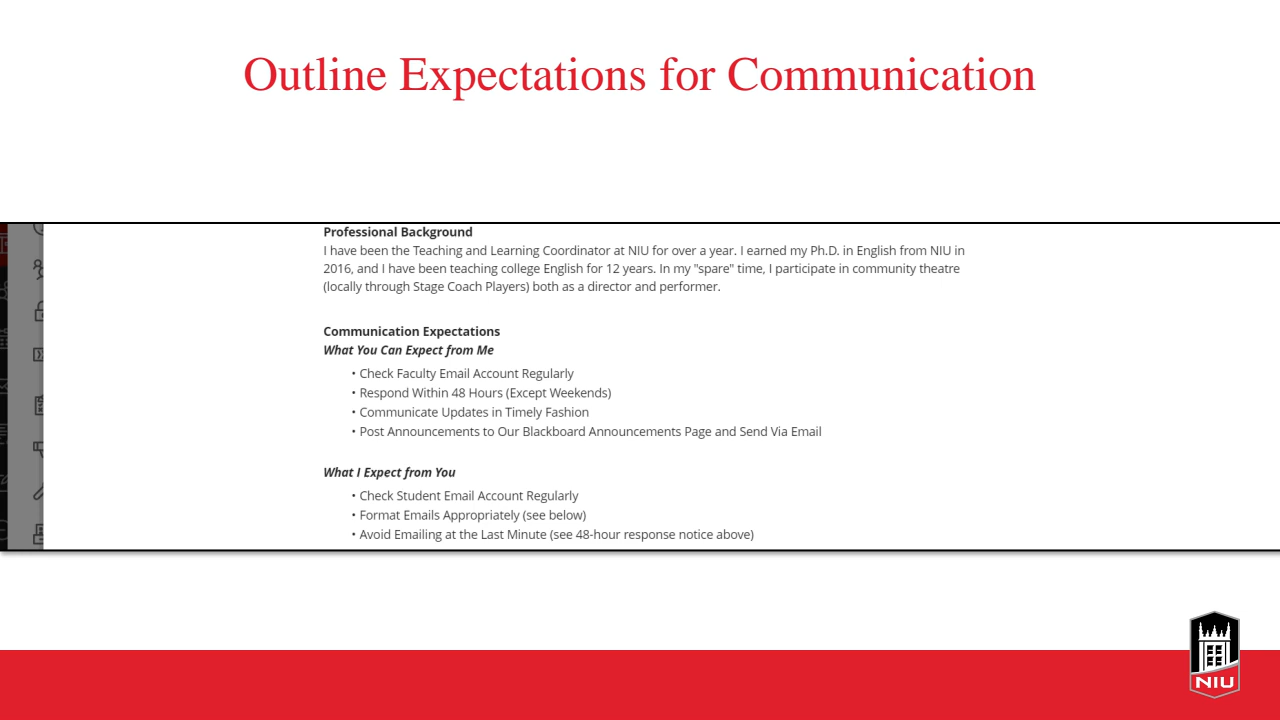 Outline Expectations for Communication
Professional Background
I have been the Teaching and Learning Coordinator at NIU for over a year. I earned my Ph.D. in English from NIU in
2016, and I have been teaching college English for 12 years. In my "spare" time, I participate in community theatre
(locally through Stage Coach Players) both as a director and performer.
Communication Expectations
What You Can Expect from Me
• Check Faculty Email Account Regularly
• Respond Within 48 Hours (Except Weekends)
• Communicate Updates in Timely Fashion
• Post Announcements to Our Blackboard Announcements Page and Send Via Email
What I Expect from You
• Check Student Email Account Regularly
• Format Emails Appropriately (see below)
• Avoid Emailing at the Last Minute (see 48-hour response notice above)
NIU